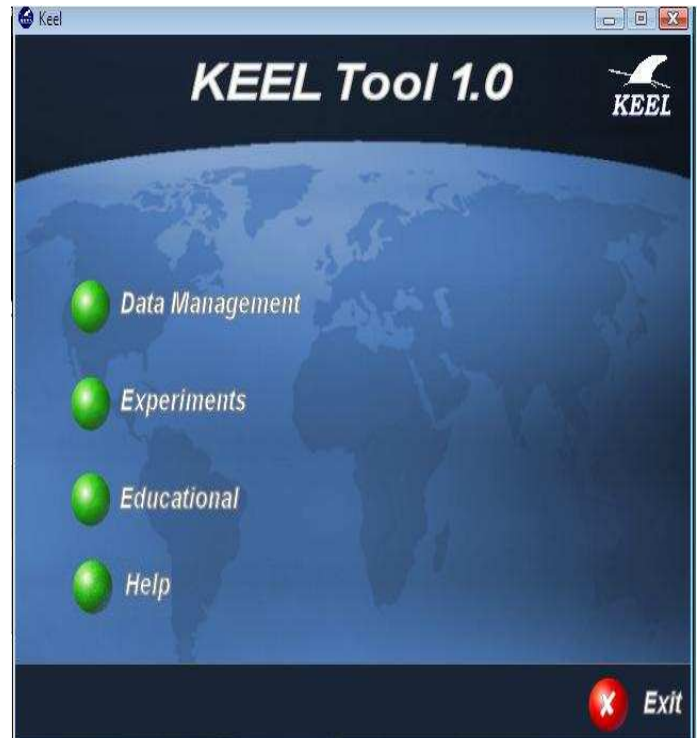 Keel
KEEL Tool 1.0
KEEL
Data Management
Experiments
Educational
Help
Exit